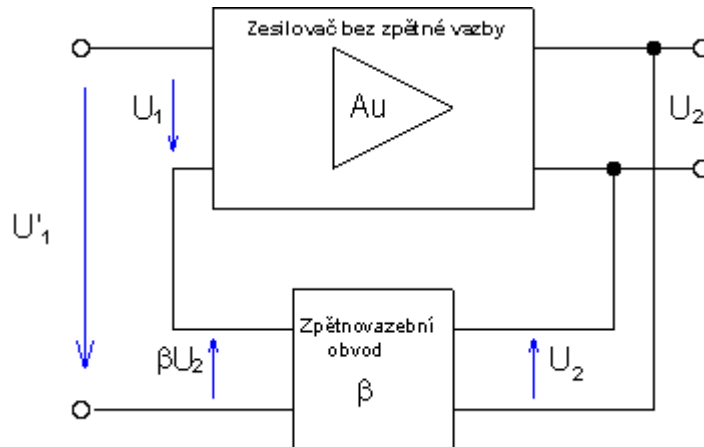 Zesilovač bez zpětné vazby
Au
U₁
U₂
U'₁
Zpětnovazební
obvod
β
βU₂
U₂